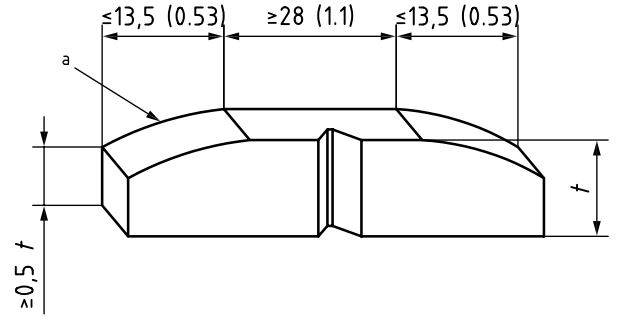 ≤13,5 (0.53)
≥28 (1.1)
≤13,5 (0.53)
a
t
≥0,5 t